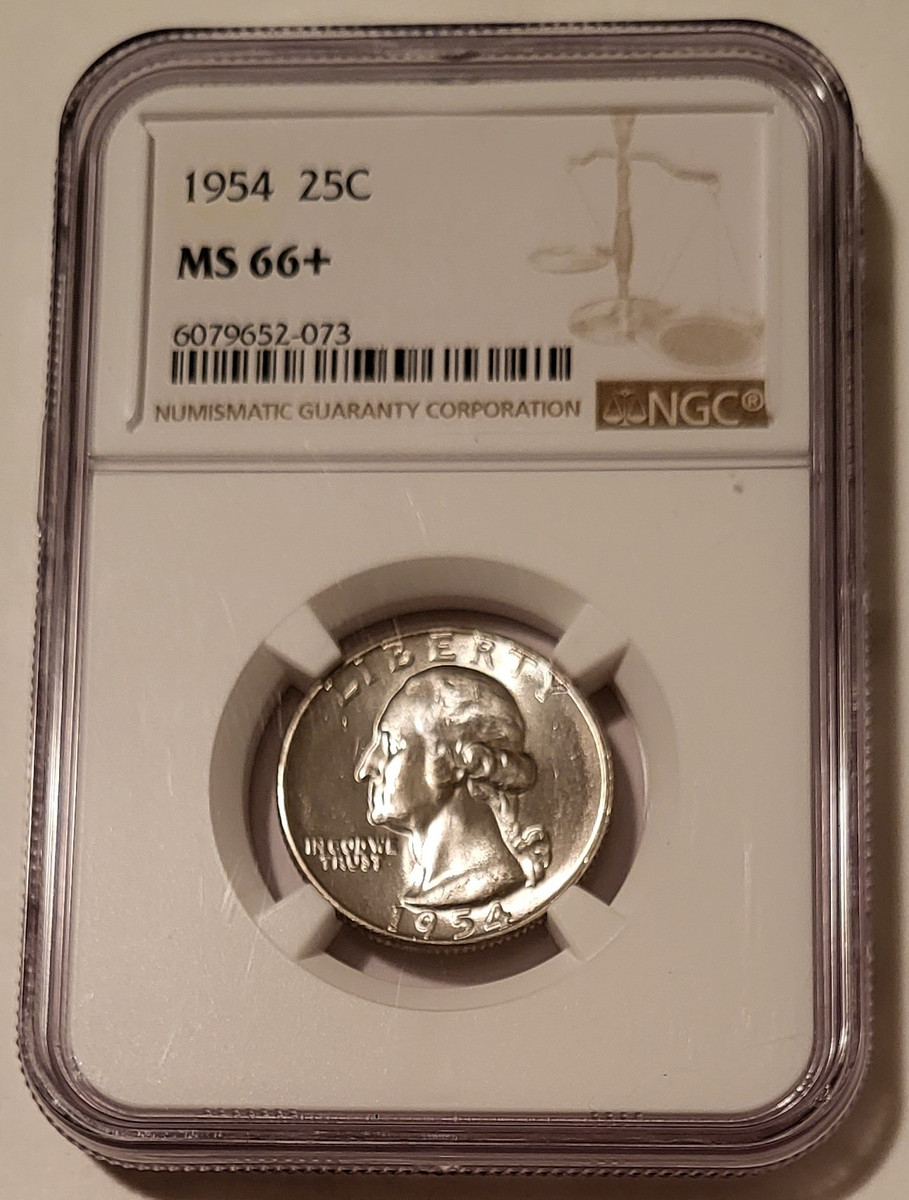 1954 25C
MS 66+
6079652-073
NUMISMATIC GUARANTY CORPORATION
NGC®
LIBERTY
IN GOD WE
TRUST
1954